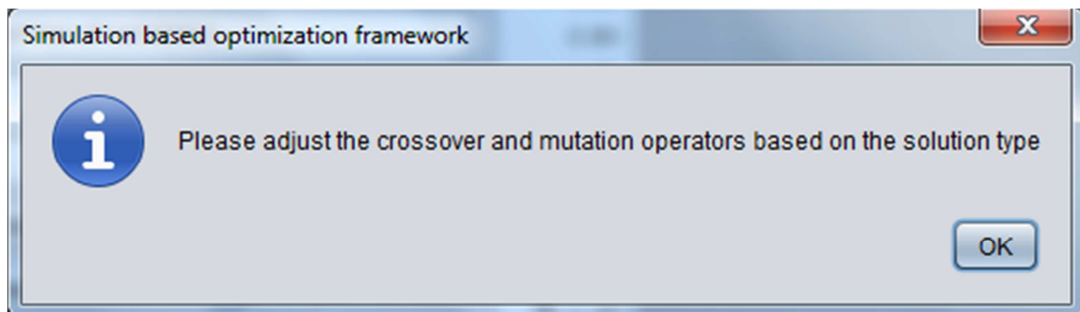 Simulation based optimization framework
Please adjust the crossover and mutation operators based on the solution type
OK